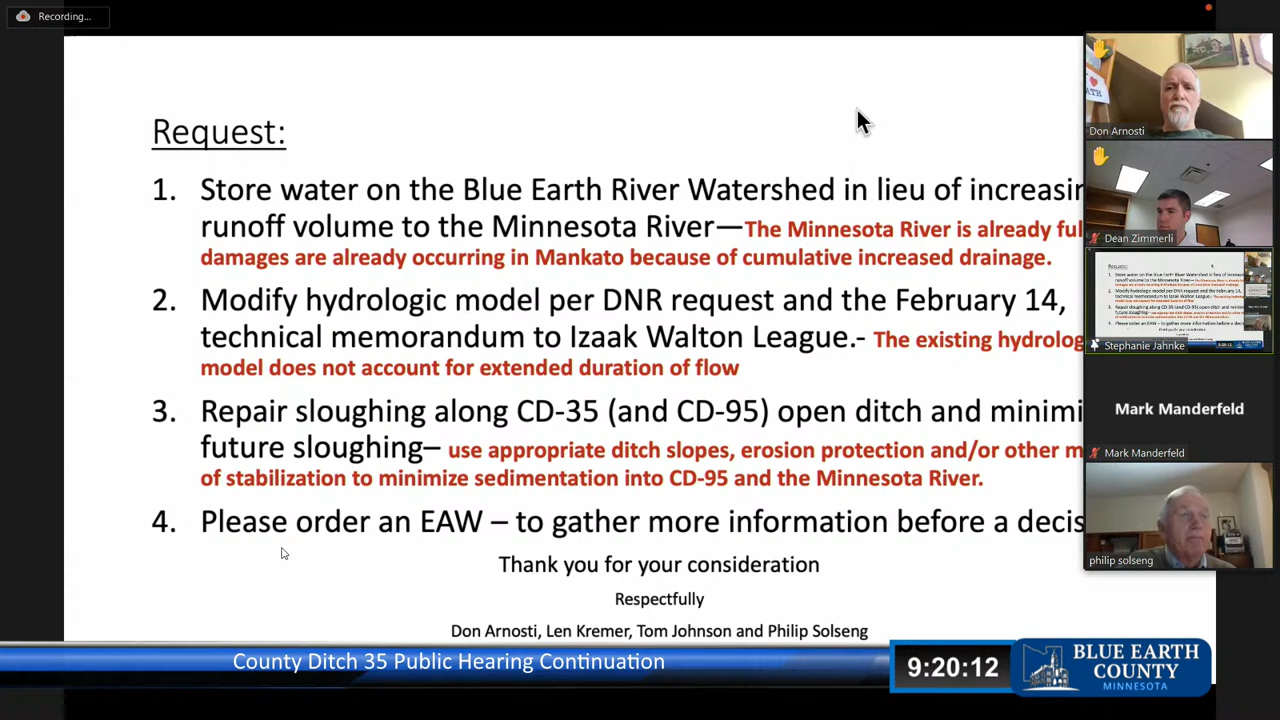 Recording...
Request:
1. Store water on the Blue Earth River Watershed in lieu of increasin
runoff volume to the Minnesota River—The Minnesota River is already ful
damages are already occurring in Mankato because of cumulative increased drainage.
2. Modify hydrologic model per DNR request and the February 14,
technical memorandum to Izaak Walton League.- The existing hydrolog
model does not account for extended duration of flow
3. Repair sloughing along CD-35 (and CD-95) open ditch and minimi
future sloughing– use appropriate ditch slopes, erosion protection and/or other m
of stabilization to minimize sedimentation into CD-95 and the Minnesota River.
4. Please order an EAW – to gather more information before a decis
Thank you for your consideration
Respectfully
Don Arnosti, Len Kremer, Tom Johnson and Philip Solseng
Don Arnosti
Dean Zimmerli
Stephanie Jahnke
Mark Manderfeld
Mark Manderfeld
philip solseng
County Ditch 35 Public Hearing Continuation
9:20:12
BLUE EARTH
COUNTY
MINNESOTA